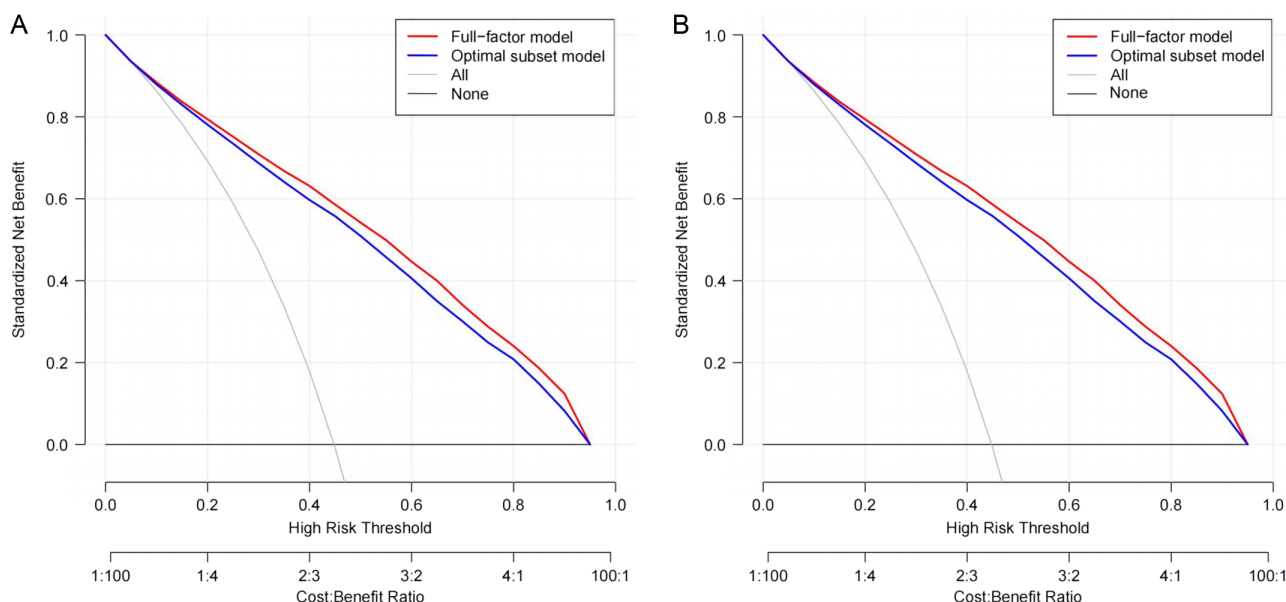 A
Full-factor model
Optimal subset model
All
None
Standardized Net Benefit
1.0
0.8
0.6
0.4
0.2
0.0
0.0 0.2 0.4 0.6 0.8 1.0
High Risk Threshold
1:100 1:4 2:3 3:2 4:1 100:1
Cost:Benefit Ratio
B
Full-factor model
Optimal subset model
All
None
Standardized Net Benefit
1.0
0.8
0.6
0.4
0.2
0.0
0.0 0.2 0.4 0.6 0.8 1.0
High Risk Threshold
1:100 1:4 2:3 3:2 4:1 100:1
Cost:Benefit Ratio